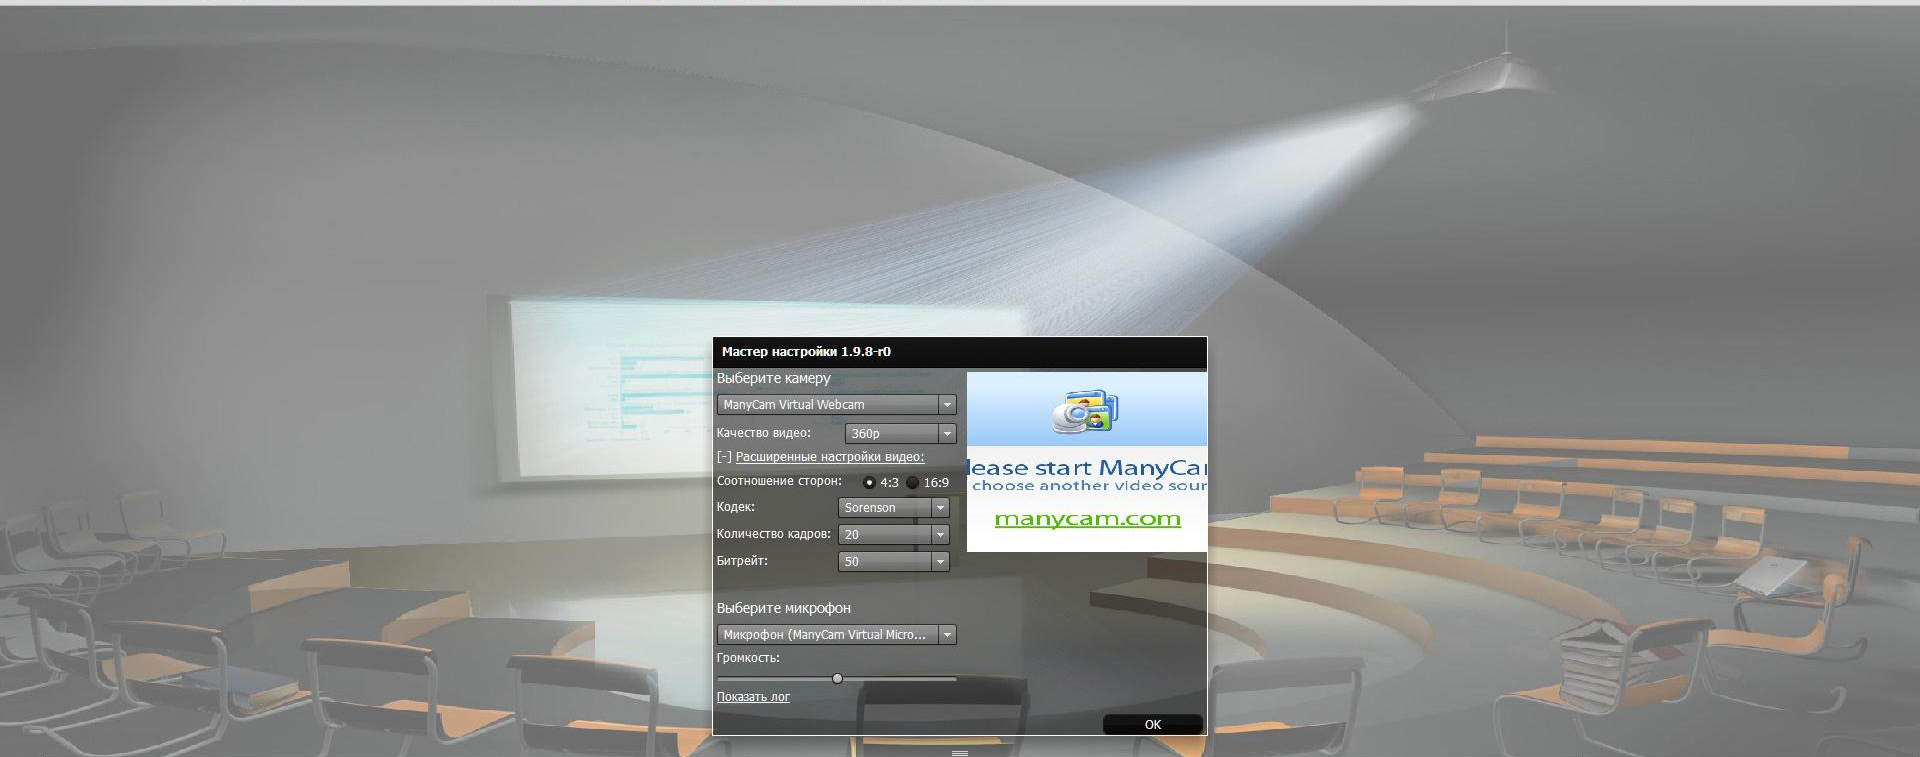 Мастер настройки 1.9.8-r0
Выберите камеру
ManyCam Virtual Webcam
Качество видео: 360p
[-] Расширенные настройки видео:
Соотношение сторон: 4:3 16:9
Кодек: Sorenson
Количество кадров: 20
Битрейт: 50
Выберите микрофон
Микрофон (ManyCam Virtual Micro...
Громкость:
Показать лог
lease start ManyCa
choose another video sour
manycam.com
OK